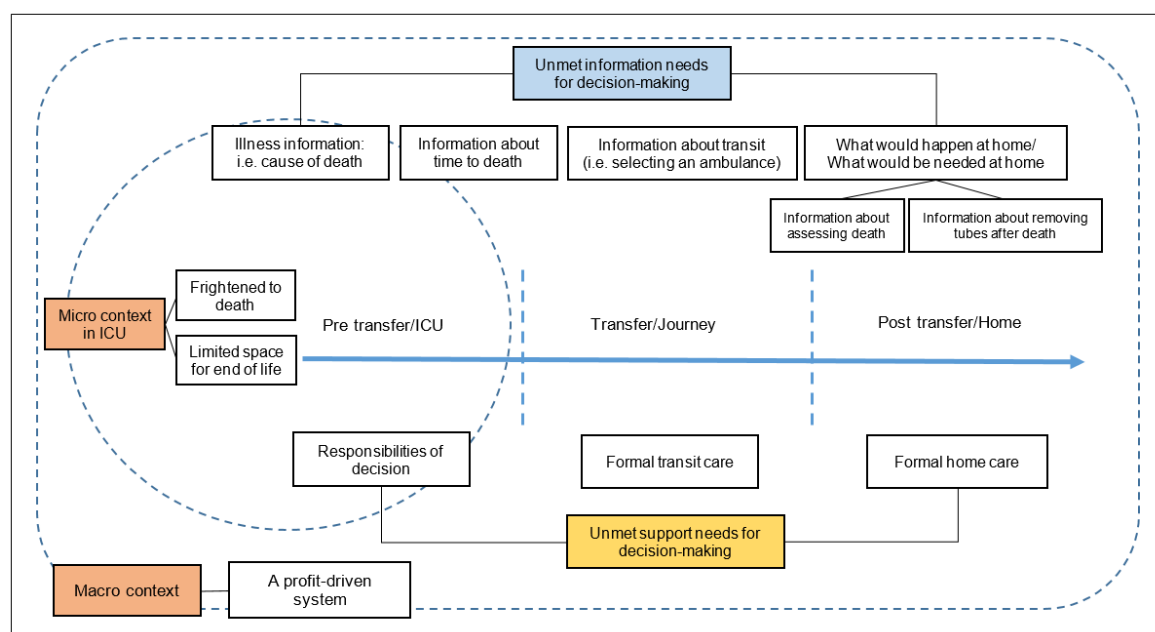 Unmet information needs
for decision-making
Illness information:
i.e. cause of death
Information about
time to death
Information about transit
(i.e. selecting an ambulance)
What would happen at home/
What would be needed at home
Information about
assessing death
Information about removing
tubes after death
Micro context
in ICU
Frightened to
death
Limited space
for end of life
Pre transfer/ICU
Transfer/Journey
Post transfer/Home
Responsibilities of
decision
Formal transit care
Formal home care
Unmet support needs for
decision-making
Macro context
A profit-driven
system